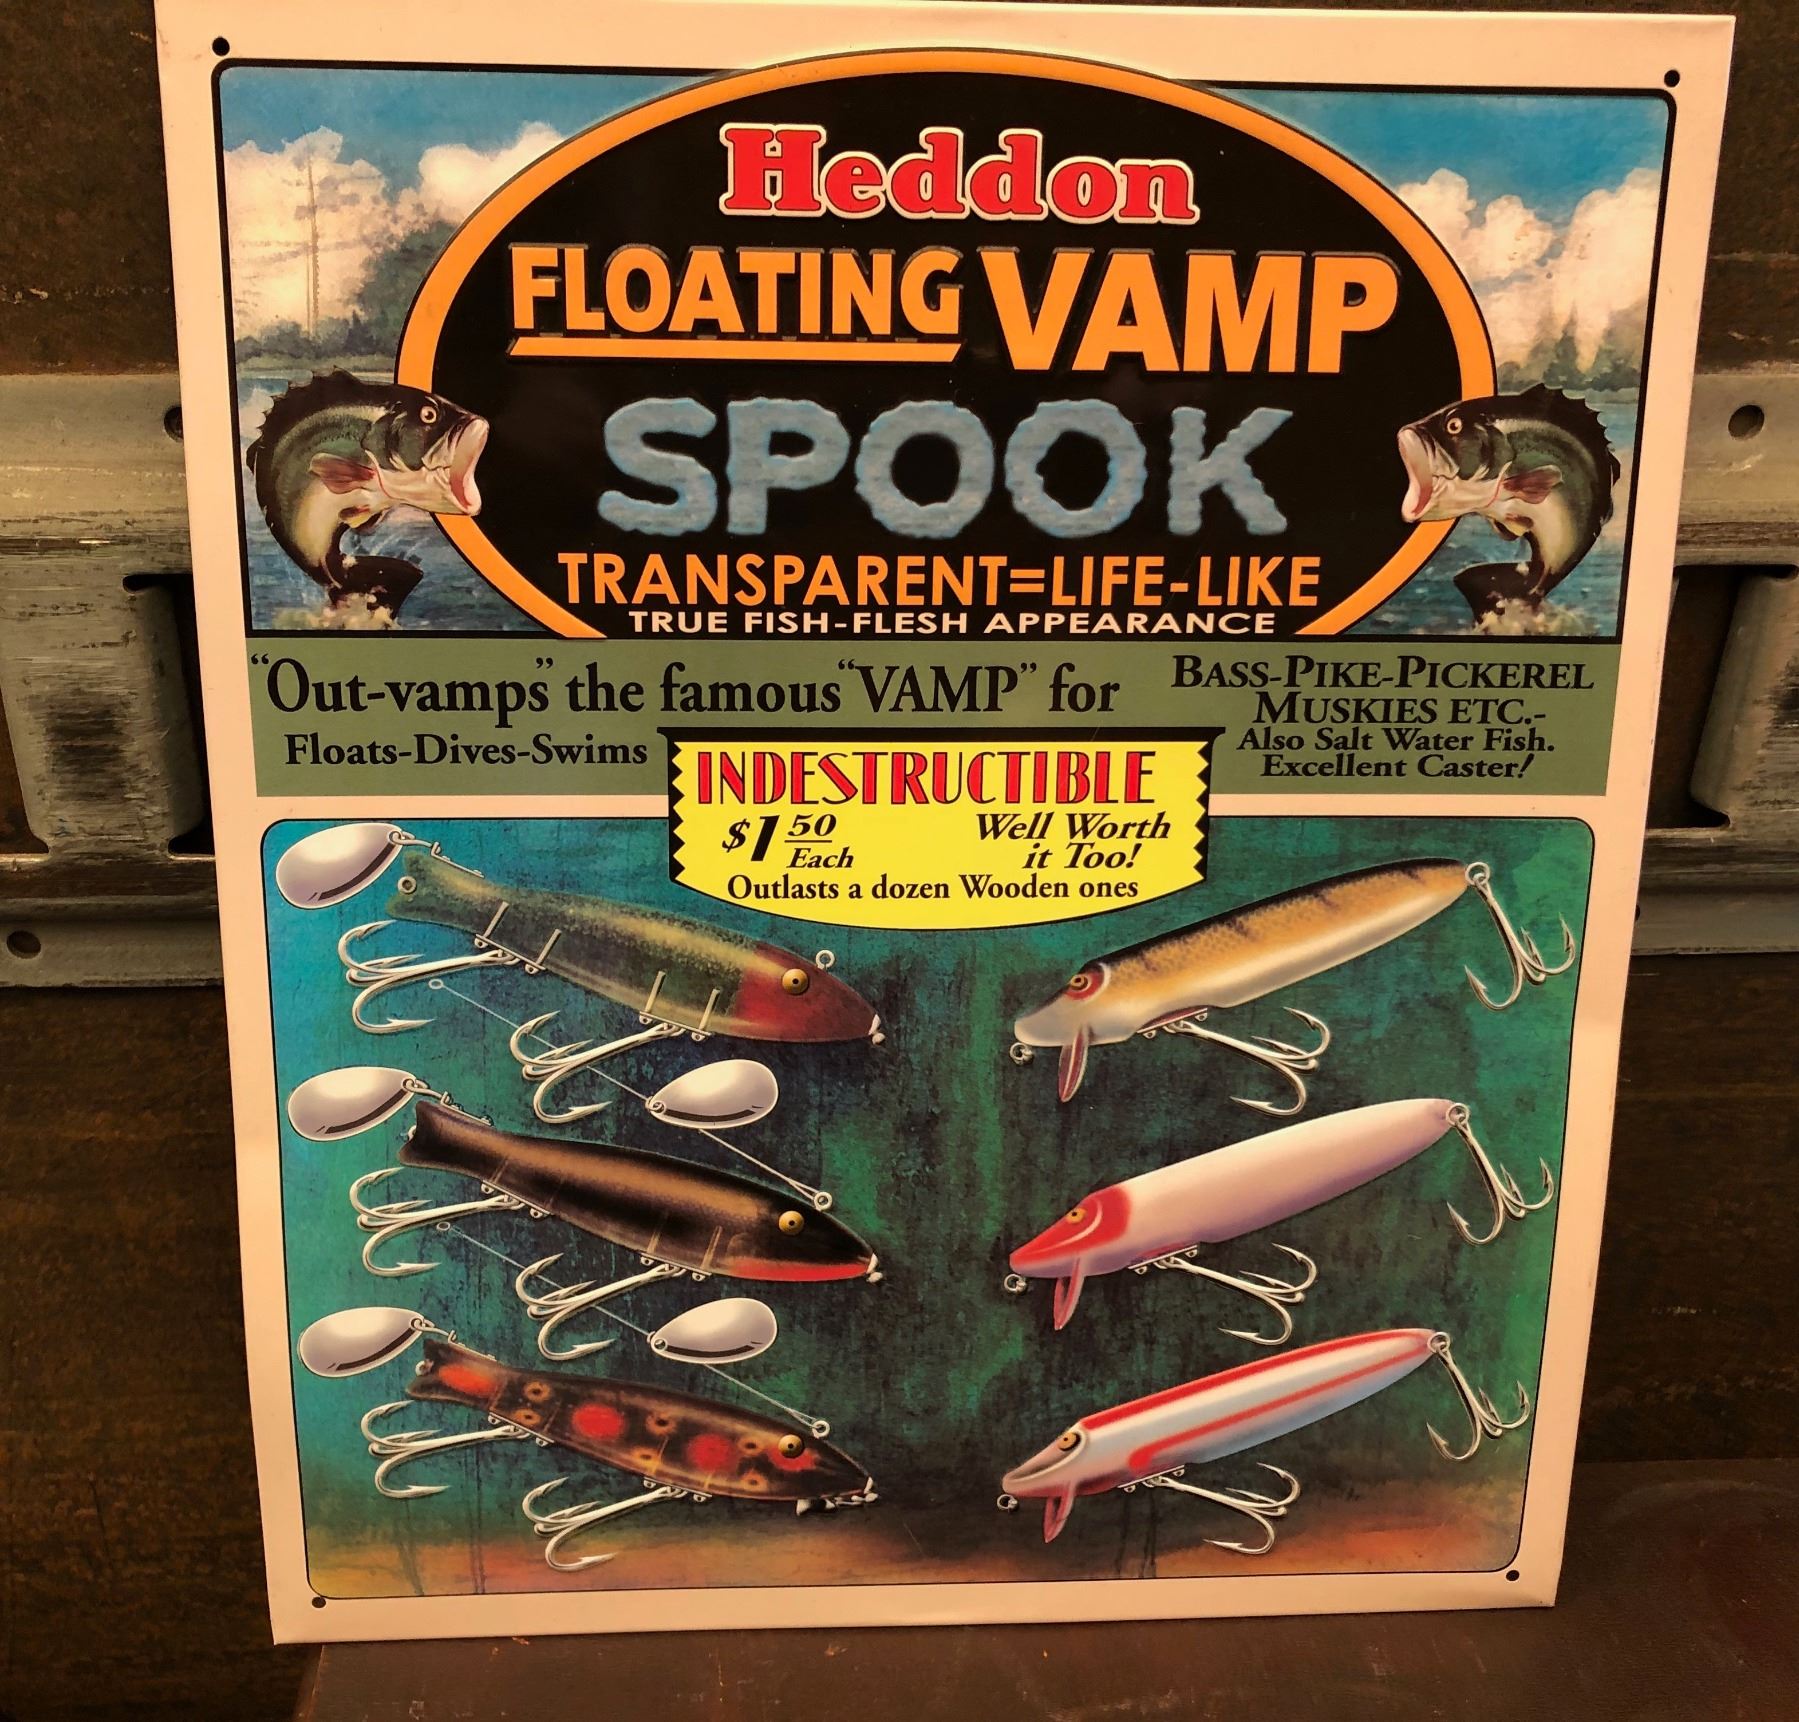 Heddon
FLOATING VAMP
SPOOK
TRANSPARENT=LIFE-LIKE
TRUE FISH-FLESH APPEARANCE
"Out-vamps" the famous "VAMP" for
Floats-Dives-Swims
BASS-PIKE-PICKEREL
MUSKIES ETC.-
Also Salt Water Fish.
Excellent Caster!
INDESTRUCTIBLE
$1 50 Each
Well Worth
it Too!
Outlasts a dozen Wooden ones